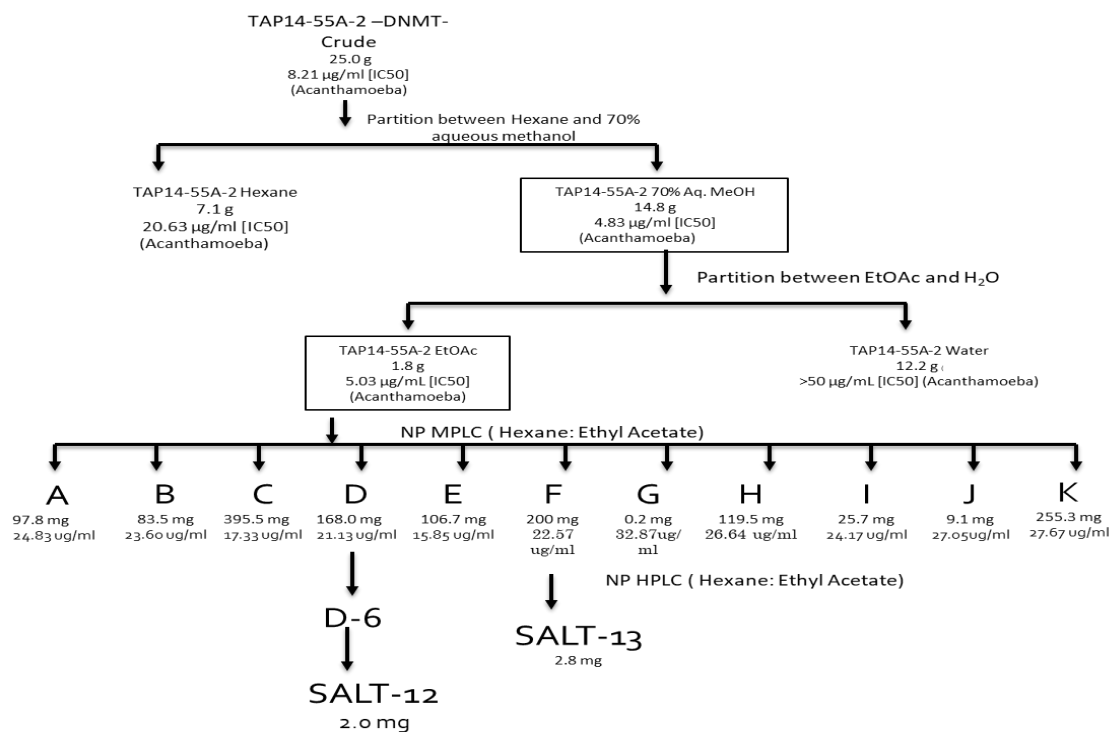 TAP14-55A-2 –DNMT-
Crude
25.0 g
8.21 µg/ml [IC50]
(Acanthamoeba)
Partition between Hexane and 70%
aqueous methanol
TAP14-55A-2 Hexane
7.1 g
20.63 µg/ml [IC50]
(Acanthamoeba)
TAP14-55A-2 70% Aq. MeOH
14.8 g
4.83 µg/ml [IC50]
(Acanthamoeba)
Partition between EtOAc and H₂O
TAP14-55A-2 EtOAc
1.8 g
5.03 µg/mL [IC50]
(Acanthamoeba)
TAP14-55A-2 Water
12.2 g (
>50 µg/mL [IC50] (Acanthamoeba)
NP MPLC ( Hexane: Ethyl Acetate)
A
97.8 mg
24.83 ug/ml
B
83.5 mg
23.60 ug/ml
C
395.5 mg
17.33 ug/ml
D
168.0 mg
21.13 ug/ml
E
106.7 mg
15.85 ug/ml
F
200 mg
22.57
ug/ml
G
0.2 mg
32.87ug/
ml
H
119.5 mg
26.64 ug/ml
I
25.7 mg
24.17 ug/ml
J
9.1 mg
27.05ug/ml
K
255.3 mg
27.67 ug/ml
NP HPLC ( Hexane: Ethyl Acetate)
D-6
SALT-13
2.8 mg
SALT-12
2.0 mg